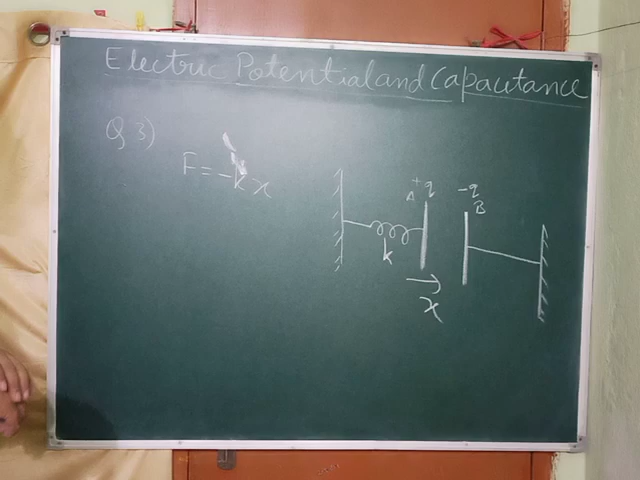 Electric Potential and Capacitance
Q 3)
F = -kx
+q
A
-q
B
k
x